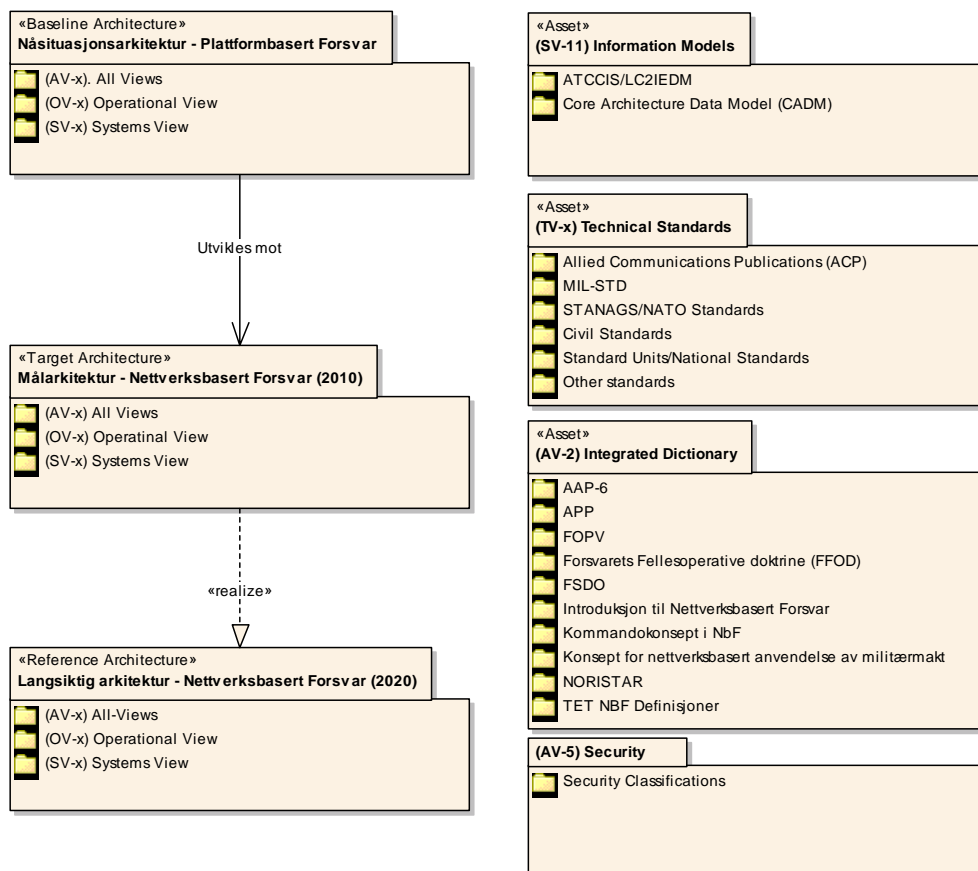 «Baseline Architecture»
Nåsituasjonsarkitektur - Plattformbasert Forsvar
(AV-x). All Views
(OV-x) Operational View
(SV-x) Systems View
Utvikles mot
«Target Architecture»
Målarkitektur - Nettverksbasert Forsvar (2010)
(AV-x) All Views
(OV-x) Operatinal View
(SV-x) Systems View
«realize»
«Reference Architecture»
Langsiktig arkitektur - Nettverksbasert Forsvar (2020)
(AV-x) All-Views
(OV-x) Operational View
(SV-x) Systems View
«Asset»
(SV-11) Information Models
ATCCIS/LC2IEDM
Core Architecture Data Model (CADM)
«Asset»
(TV-x) Technical Standards
Allied Communications Publications (ACP)
MIL-STD
STANAGS/NATO Standards
Civil Standards
Standard Units/National Standards
Other standards
«Asset»
(AV-2) Integrated Dictionary
AAP-6
APP
FOPV
Forsvarets Fellesoperative doktrine (FFOD)
FSDO
Introduksjon til Nettverksbasert Forsvar
Kommandokonsept i NbF
Konsept for nettverksbasert anvendelse av militærmakt
NORISTAR
TET NBF Definisjoner
(AV-5) Security
Security Classifications